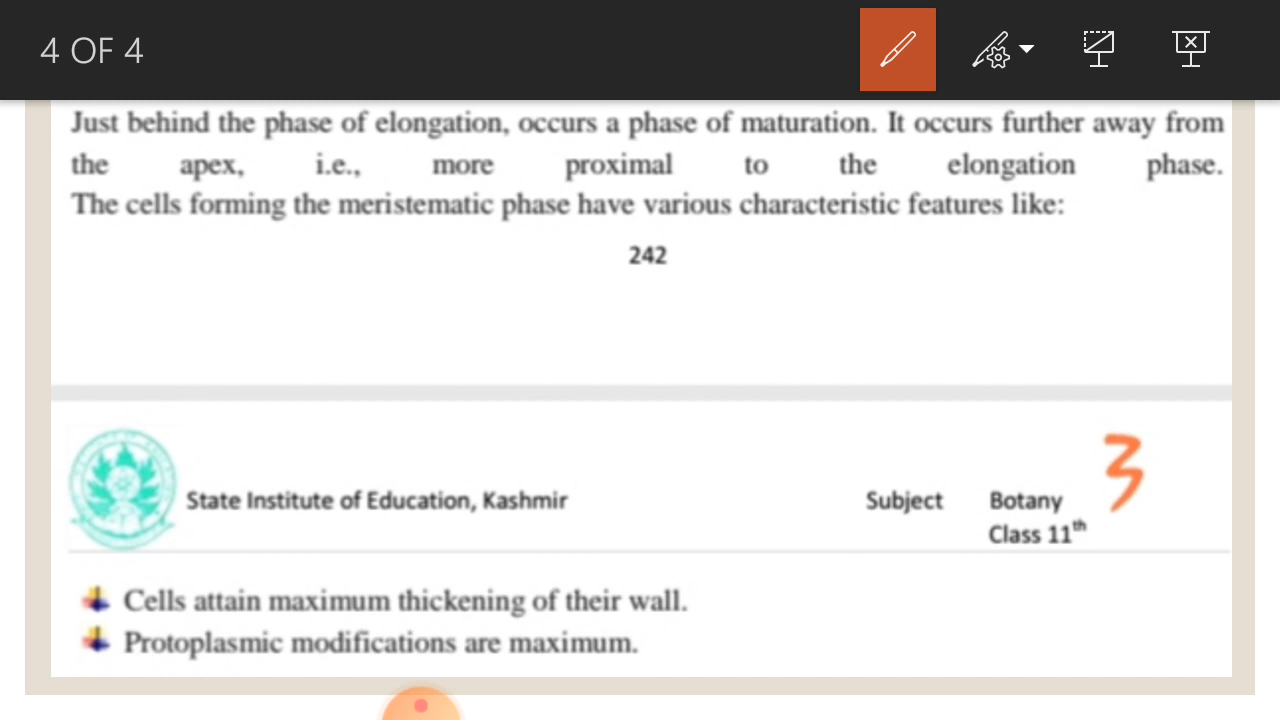 4 OF 4
Just behind the phase of elongation, occurs a phase of maturation. It occurs further away from
the apex, i.e., more proximal to the elongation phase.
The cells forming the meristematic phase have various characteristic features like:
242
3
State Institute of Education, Kashmir Subject Botany
Class 11th
Cells attain maximum thickening of their wall.
Protoplasmic modifications are maximum.